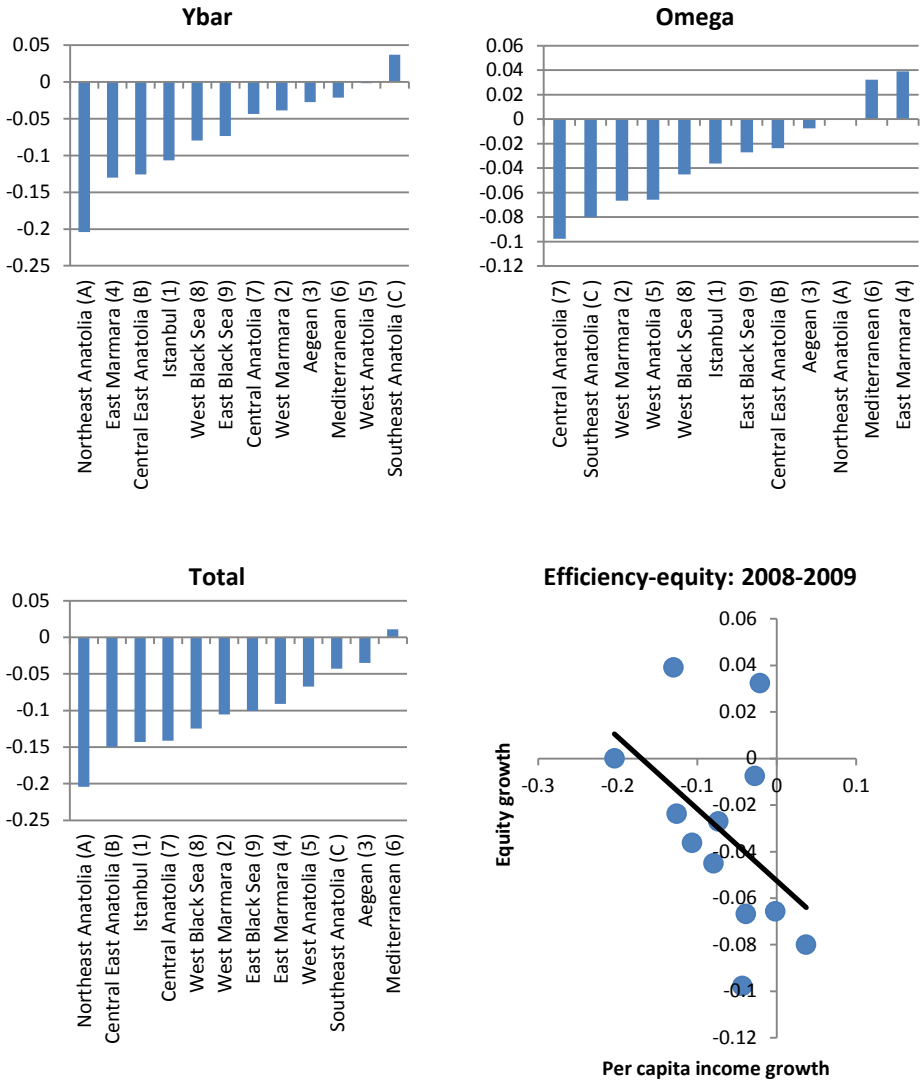 Ybar
0.05
0
-0.05
-0.1
-0.15
-0.2
-0.25
Northeast Anatolia (A)
East Marmara (4)
Central East Anatolia (B)
Istanbul (1)
West Black Sea (8)
East Black Sea (9)
Central Anatolia (7)
West Marmara (2)
Aegean (3)
Mediterranean (6)
West Anatolia (5)
Southeast Anatolia (C )
Omega
0.06
0.04
0.02
0
-0.02
-0.04
-0.06
-0.08
-0.1
-0.12
Central Anatolia (7)
Southeast Anatolia (C )
West Marmara (2)
West Anatolia (5)
West Black Sea (8)
Istanbul (1)
East Black Sea (9)
Central East Anatolia (B)
Aegean (3)
Northeast Anatolia (A)
Mediterranean (6)
East Marmara (4)
Total
0.05
0
-0.05
-0.1
-0.15
-0.2
-0.25
Northeast Anatolia (A)
Central East Anatolia (B)
Istanbul (1)
Central Anatolia (7)
West Black Sea (8)
West Marmara (2)
East Black Sea (9)
East Marmara (4)
West Anatolia (5)
Southeast Anatolia (C )
Aegean (3)
Mediterranean (6)
Efficiency-equity: 2008-2009
Equity growth
0.06
0.04
0.02
0
-0.02
-0.04
-0.06
-0.08
-0.1
-0.12
-0.3
-0.2
-0.1
0
0.1
Per capita income growth